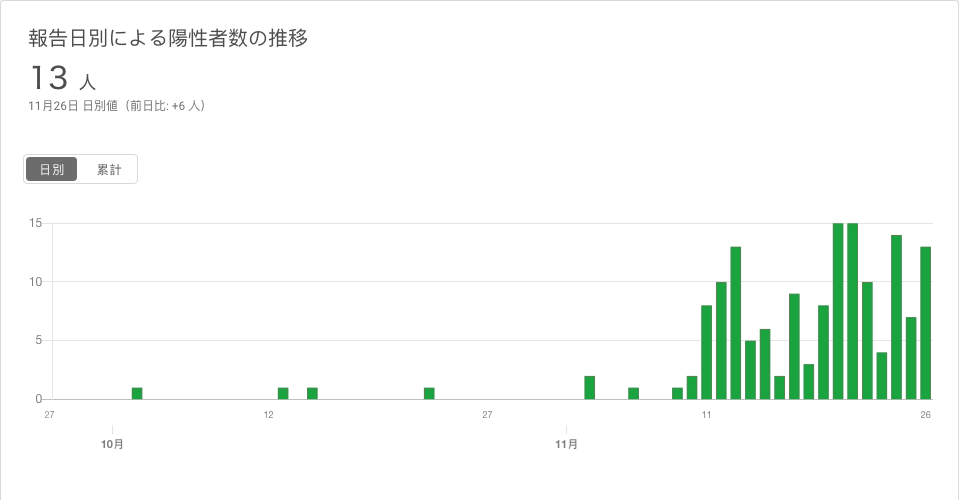 報告日別による陽性者数の推移
13 人
11月26日 日別値（前日比: +6 人）
日別 累計
15
10
5
0
27 12 27 11 26
10月 11月